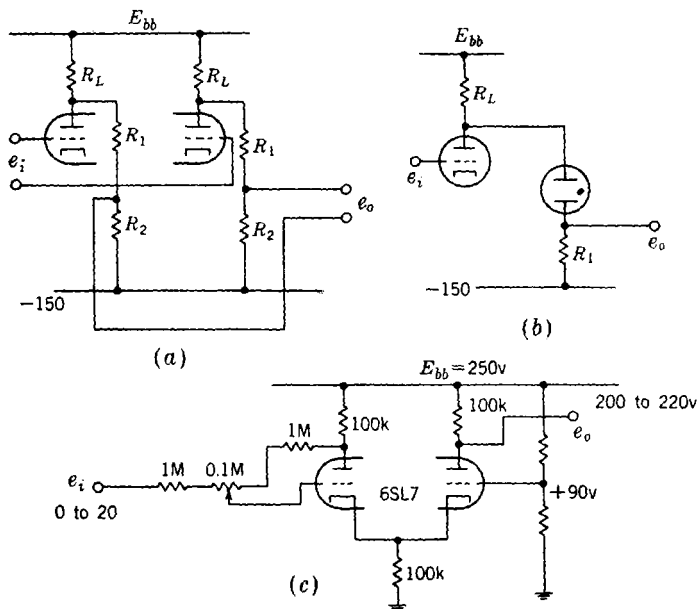 E_bb
R_L
R_L
R_1
R_1
e_i
R_2
R_2
e_o
−150
(a)
E_bb
R_L
e_i
e_o
R_1
−150
(b)
E_bb = 250v
200 to 220v
100k
100k
e_o
1M
e_i
1M
0.1M
6SL7
+90v
0 to 20
100k
(c)